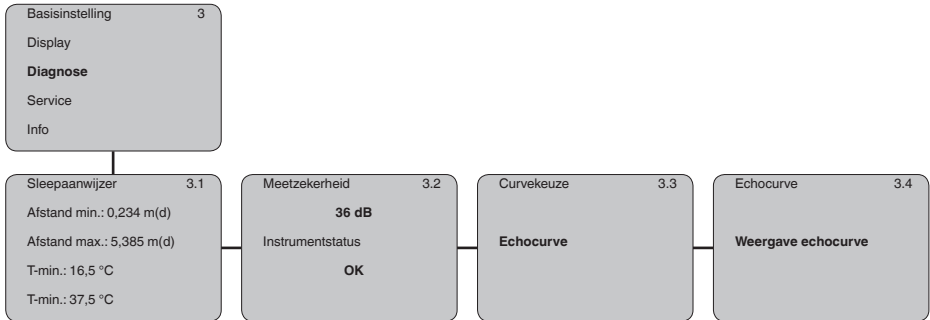 Basisinstelling 3
Display
Diagnose
Service
Info
Sleepaanwijzer 3.1
Afstand min.: 0,234 m(d)
Afstand max.: 5,385 m(d)
T-min.: 16,5 °C
T-min.: 37,5 °C
Meetzekerheid 3.2
36 dB
Instrumentstatus
OK
Curvekeuze 3.3
Echocurve
Echocurve 3.4
Weergave echocurve